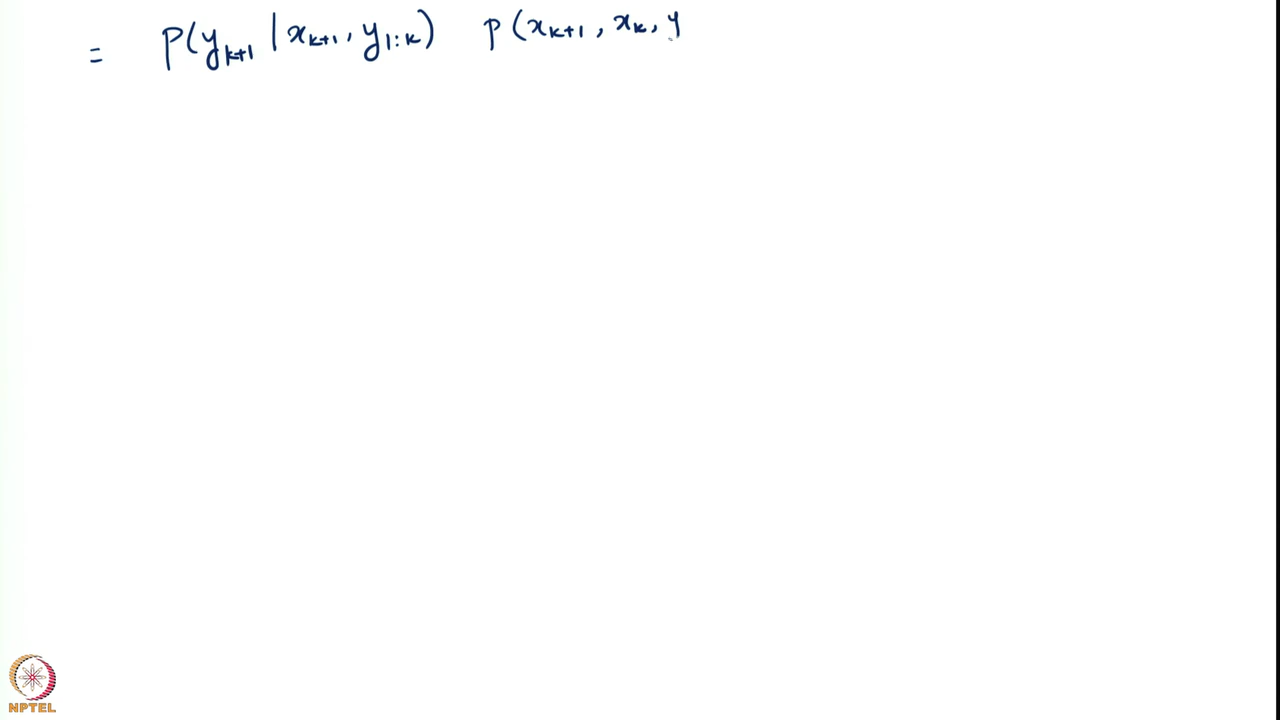 = P(y_{k+1} | x_{k+1}, y_{1:k}) p(x_{k+1}, x_k, y
NPTEL